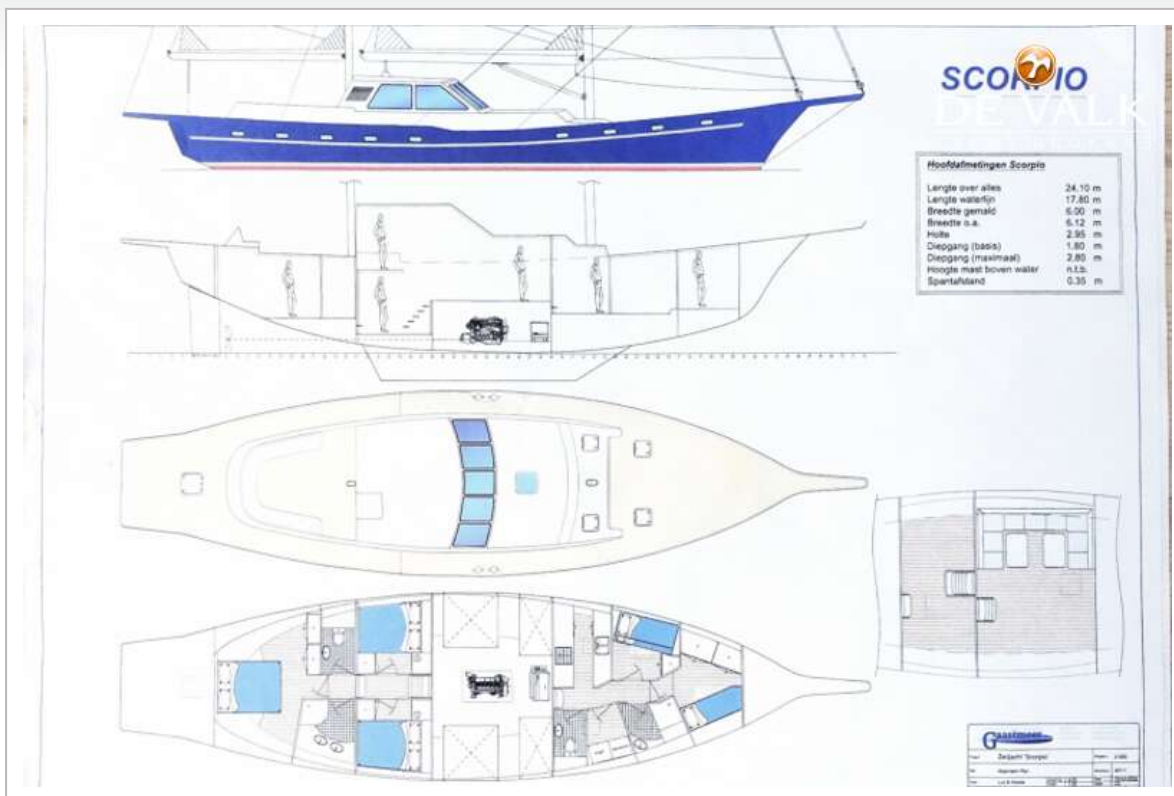 SCORPIO
DE VALK
Hoofdafmetingen Scorpio
Lengte over alles 24.10 m
Lengte waterlijn 17.80 m
Breedte gemald 6.00 m
Breedte o.a. 6.12 m
Holte 2.95 m
Diepgang (basis) 1.80 m
Diepgang (maximaal) 2.80 m
Hoogte mast boven water n.t.b.
Spantafstand 0.35 m
Gaastmeer
Zeiljacht 'Scorpio'
Algemeen Plan